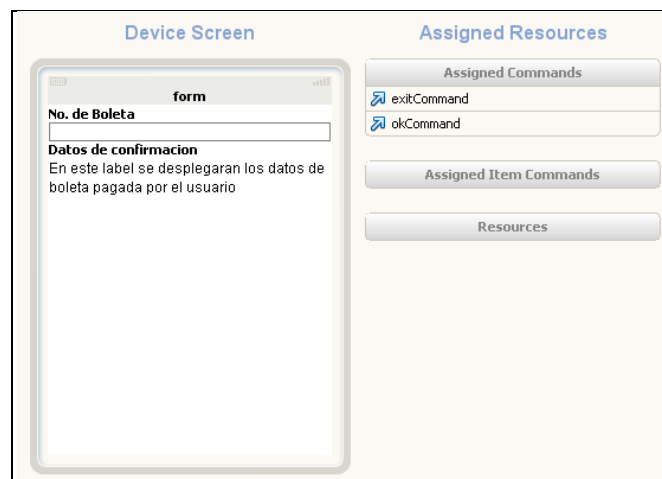 Device Screen
Assigned Resources
form
No. de Boleta
Datos de confirmacion
En este label se desplegaran los datos de
boleta pagada por el usuario
Assigned Commands
exitCommand
okCommand
Assigned Item Commands
Resources